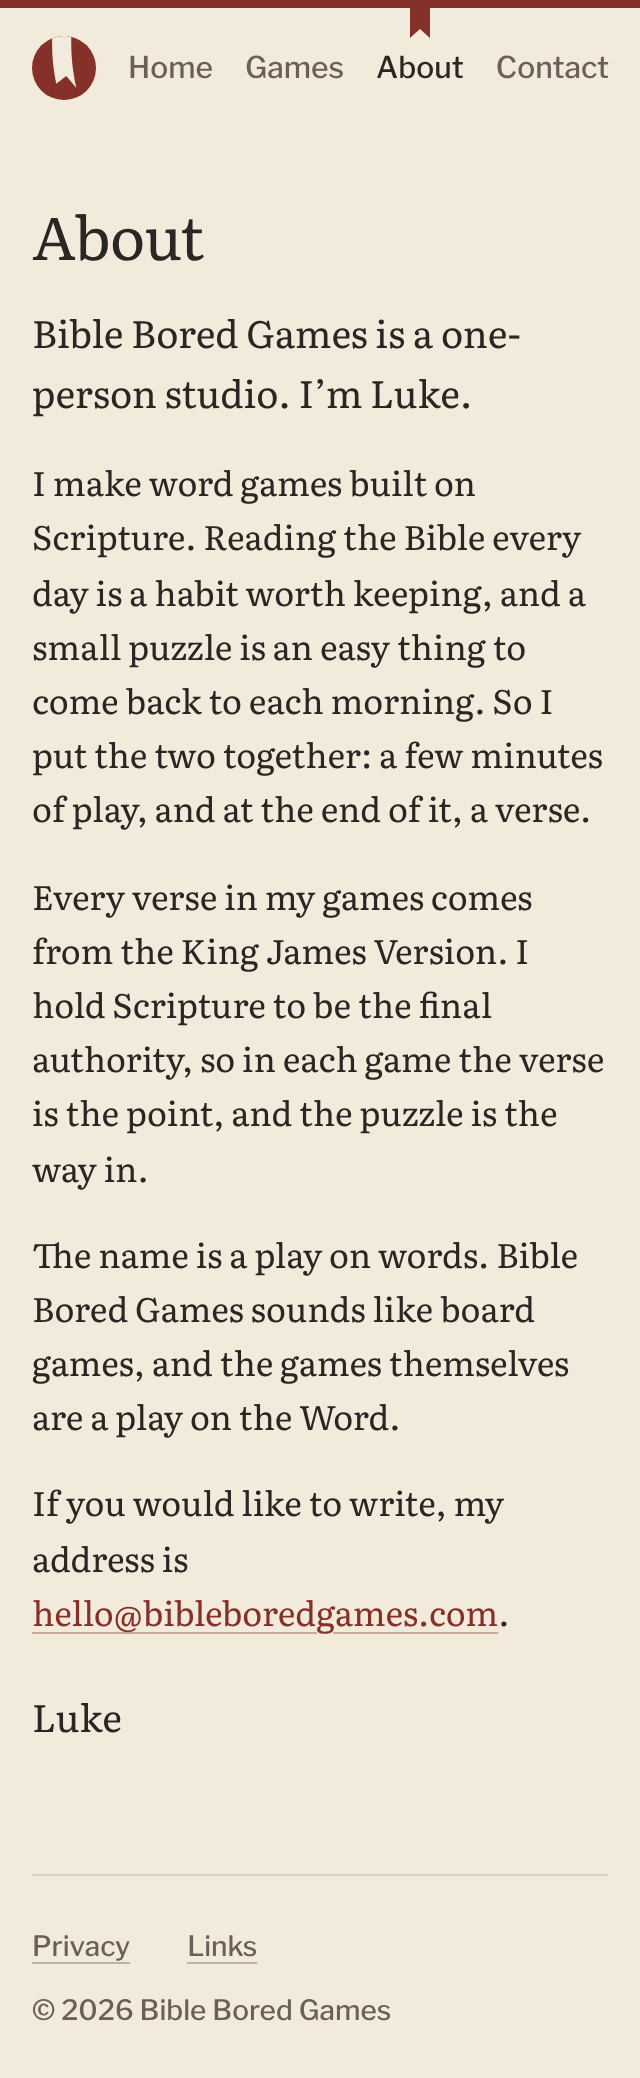 Home Games About Contact
About
Bible Bored Games is a one-
person studio. I’m Luke.
I make word games built on
Scripture. Reading the Bible every
day is a habit worth keeping, and a
small puzzle is an easy thing to
come back to each morning. So I
put the two together: a few minutes
of play, and at the end of it, a verse.
Every verse in my games comes
from the King James Version. I
hold Scripture to be the final
authority, so in each game the verse
is the point, and the puzzle is the
way in.
The name is a play on words. Bible
Bored Games sounds like board
games, and the games themselves
are a play on the Word.
If you would like to write, my
address is
hello@bibleboredgames.com.
Luke
Privacy Links
© 2026 Bible Bored Games